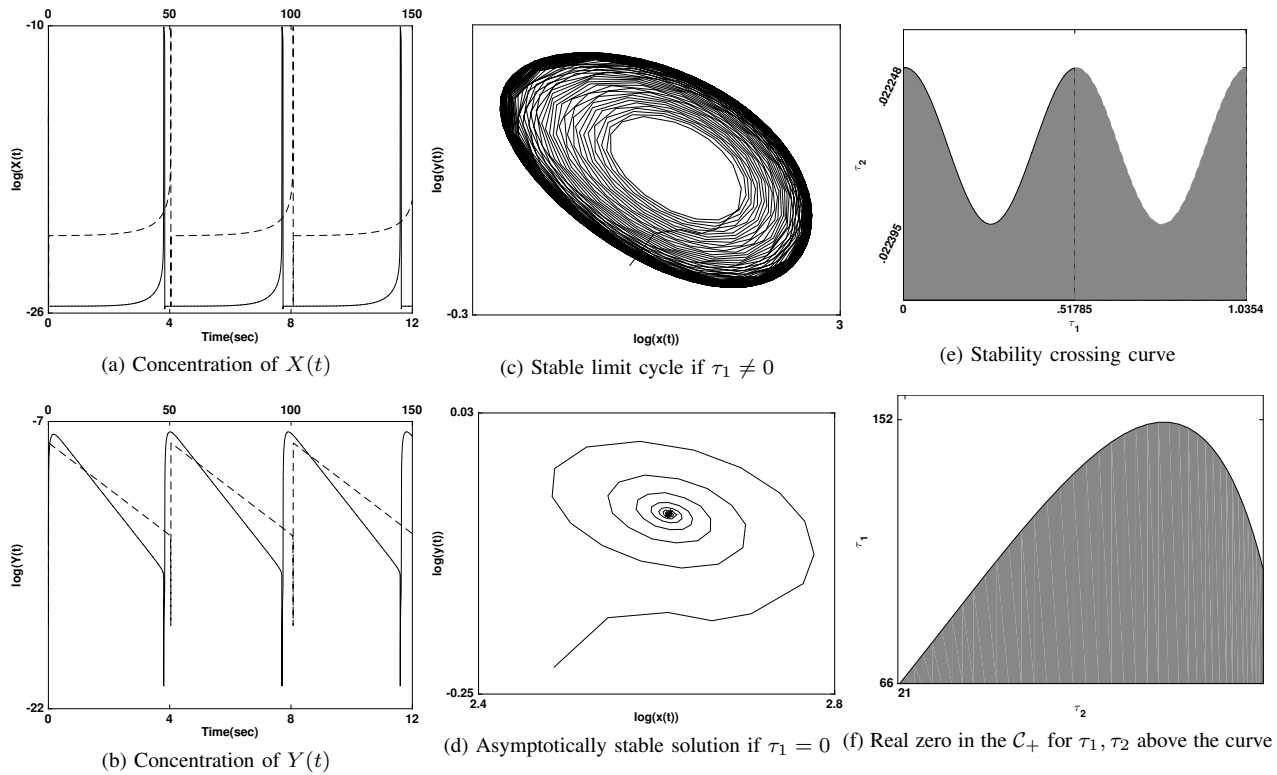 0 50 100 150
-10
log(X(t)
-26
0 4 8 12
Time(sec)
(a) Concentration of X(t)
0 50 100 150
-7
log(Y(t)
-22
0 4 8 12
Time(sec)
(b) Concentration of Y(t)
log(y(t))
-0.3
3
log(x(t))
(c) Stable limit cycle if τ₁ ≠ 0
0.03
log(y(t))
-0.25
2.4 2.8
log(x(t))
(d) Asymptotically stable solution if τ₁ = 0
.022248
τ₂
.022395
0 .51785 1.0354
τ₁
(e) Stability crossing curve
152
τ₁
66
21
τ₂
(f) Real zero in the 𝒞₊ for τ₁, τ₂ above the curve